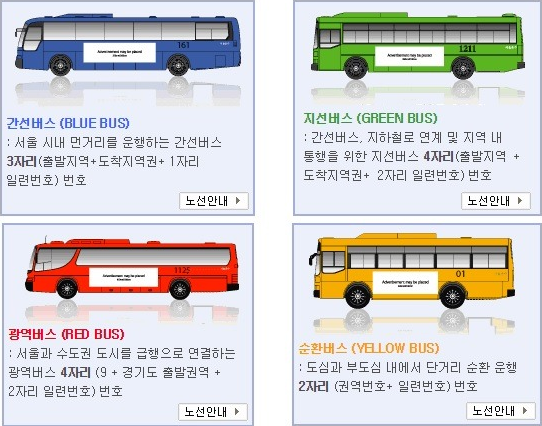 161
Advertisement may be placed
간선버스 (BLUE BUS)
: 서울 시내 먼거리를 운행하는 간선버스
3자리(출발지역+도착지역권+ 1자리
일련번호) 번호
노선안내
1211
Advertisement may be placed
지선버스 (GREEN BUS)
: 간선버스, 지하철로 연계 및 지역 내
통행을 위한 지선버스 4자리(출발지역 +
도착지역권+ 2자리 일련번호) 번호
노선안내
1125
Advertisement may be placed
광역버스 (RED BUS)
: 서울과 수도권 도시를 급행으로 연결하는
광역버스 4자리 (9 + 경기도 출발권역 +
2자리 일련번호) 번호
노선안내
01
Advertisement may be placed
순환버스 (YELLOW BUS)
: 도심과 부도심 내에서 단거리 순환 운행
2자리 (권역번호+ 일련번호) 번호
노선안내